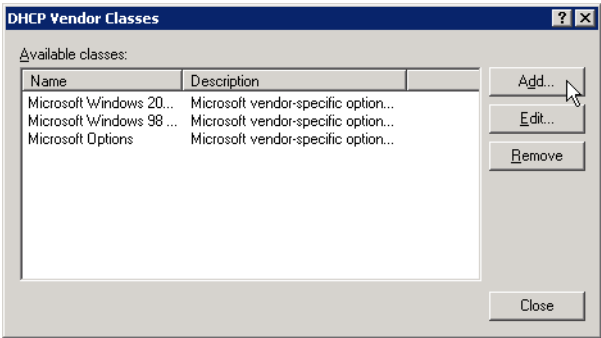 DHCP Vendor Classes
Available classes:
Name Description
Microsoft Windows 20... Microsoft vendor-specific option...
Microsoft Windows 98 ... Microsoft vendor-specific option...
Microsoft Options Microsoft vendor-specific option...
Add...
Edit...
Remove
Close